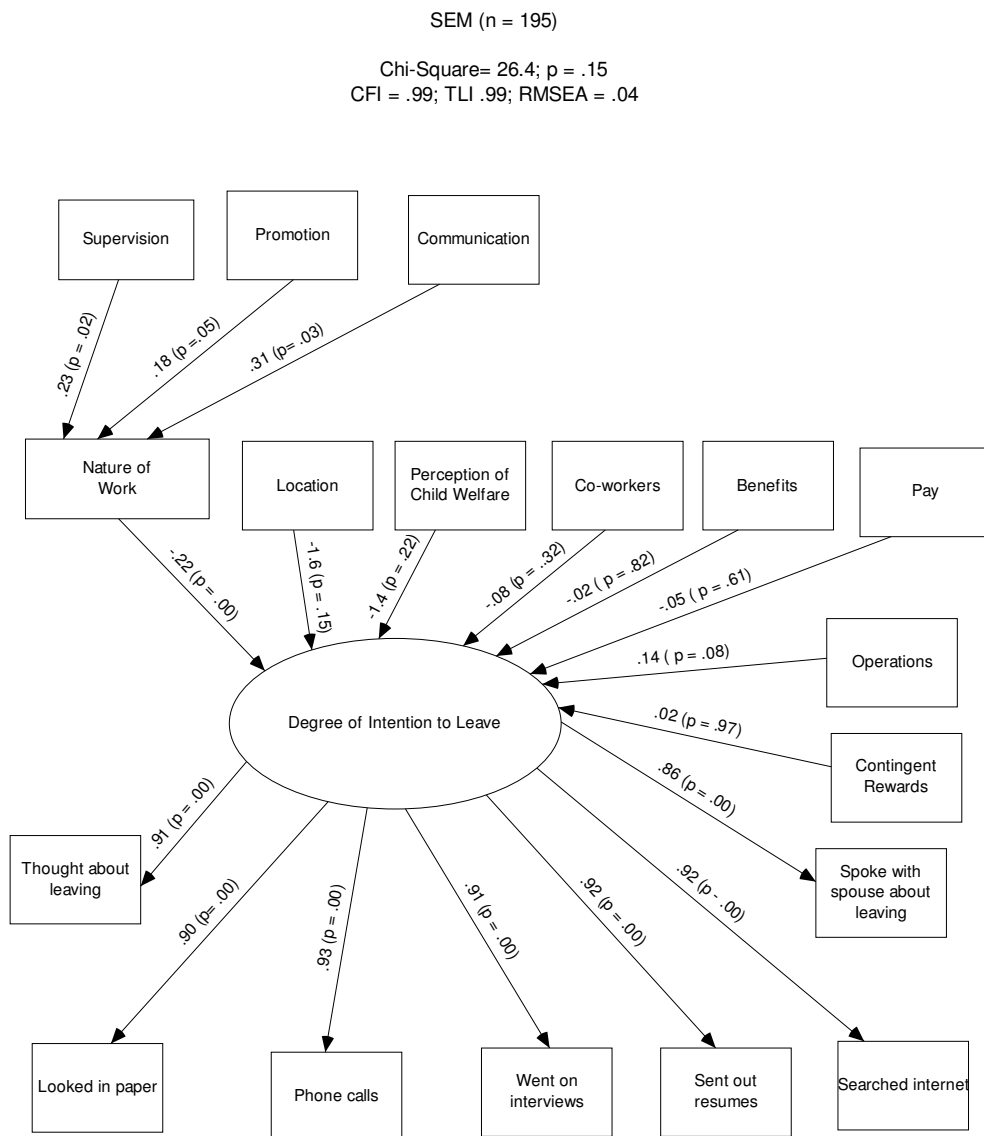 SEM (n = 195)
Chi-Square= 26.4; p = .15
CFI = .99; TLI .99; RMSEA = .04
Supervision
Promotion
Communication
.23 (p = .02)
.18 (p =.05)
.31 (p= .03)
Nature of
Work
Location
Perception of
Child Welfare
Co-workers
Benefits
Pay
-.22 (p = .00)
-1.6 (p = .15)
-1.4 (p = .22)
-.08 (p = ..32)
-.02 ( p = .82)
-.05 ( p = .61)
.14 ( p = .08)
Operations
Degree of Intention to Leave
.02 (p = .97)
Contingent
Rewards
.91 (p = .00)
.90 (p= .00)
.93 (p = .00)
.91 (p = .00)
.92 (p = .00)
.92 (p - .00)
.86 (p = .00)
Thought about
leaving
Spoke with
spouse about
leaving
Looked in paper
Phone calls
Went on
interviews
Sent out
resumes
Searched internet